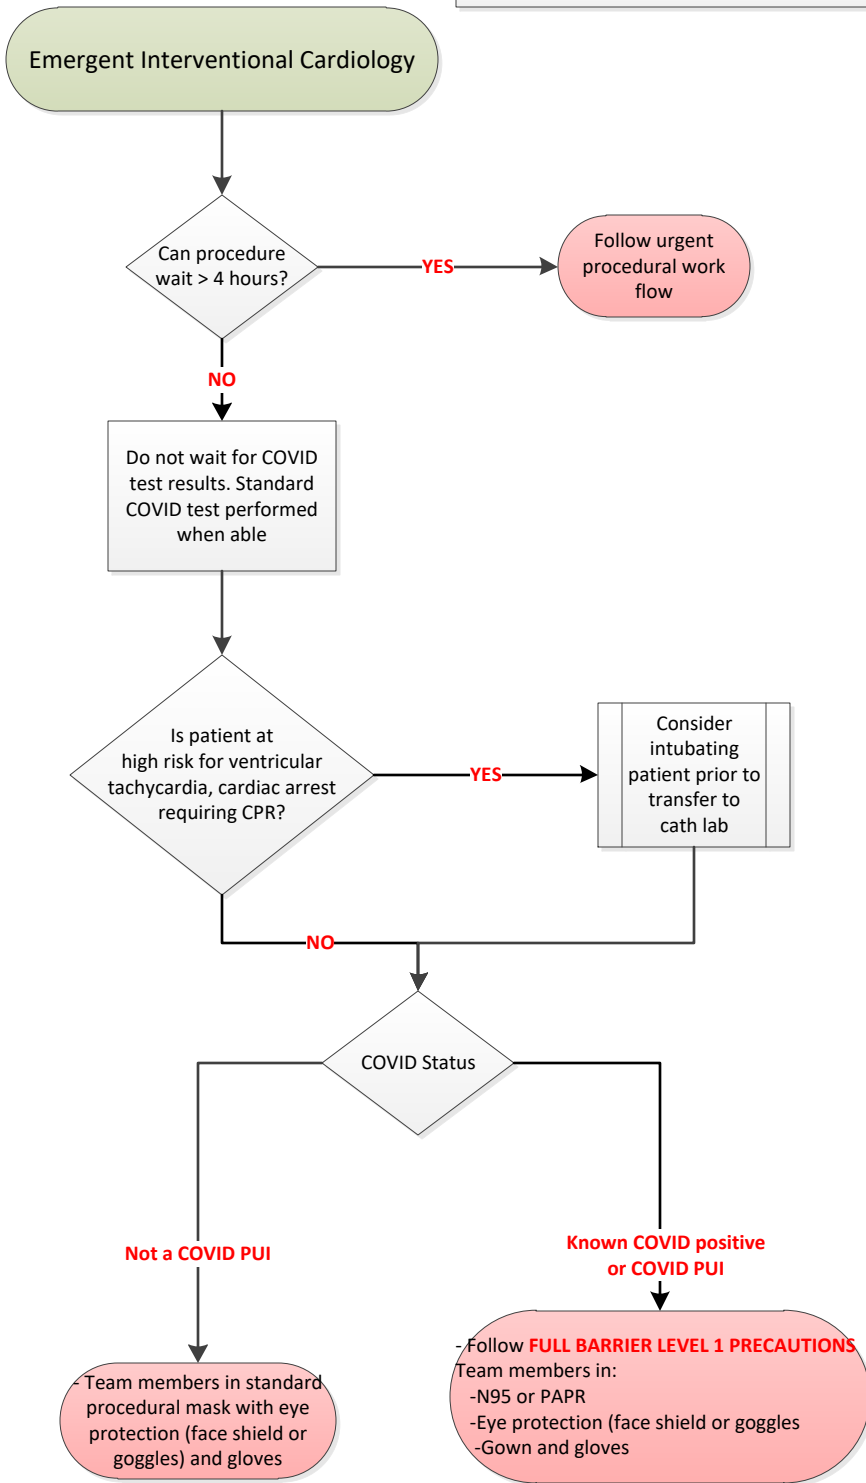 Emergent Interventional Cardiology
Can procedure
wait > 4 hours?
YES
Follow urgent
procedural work
flow
NO
Do not wait for COVID
test results. Standard
COVID test performed
when able
Is patient at
high risk for ventricular
tachycardia, cardiac arrest
requiring CPR?
YES
Consider
intubating
patient prior to
transfer to
cath lab
NO
COVID Status
Not a COVID PUI
Known COVID positive
or COVID PUI
- Team members in standard
procedural mask with eye
protection (face shield or
goggles) and gloves
- Follow FULL BARRIER LEVEL 1 PRECAUTIONS
Team members in:
-N95 or PAPR
-Eye protection (face shield or goggles
-Gown and gloves